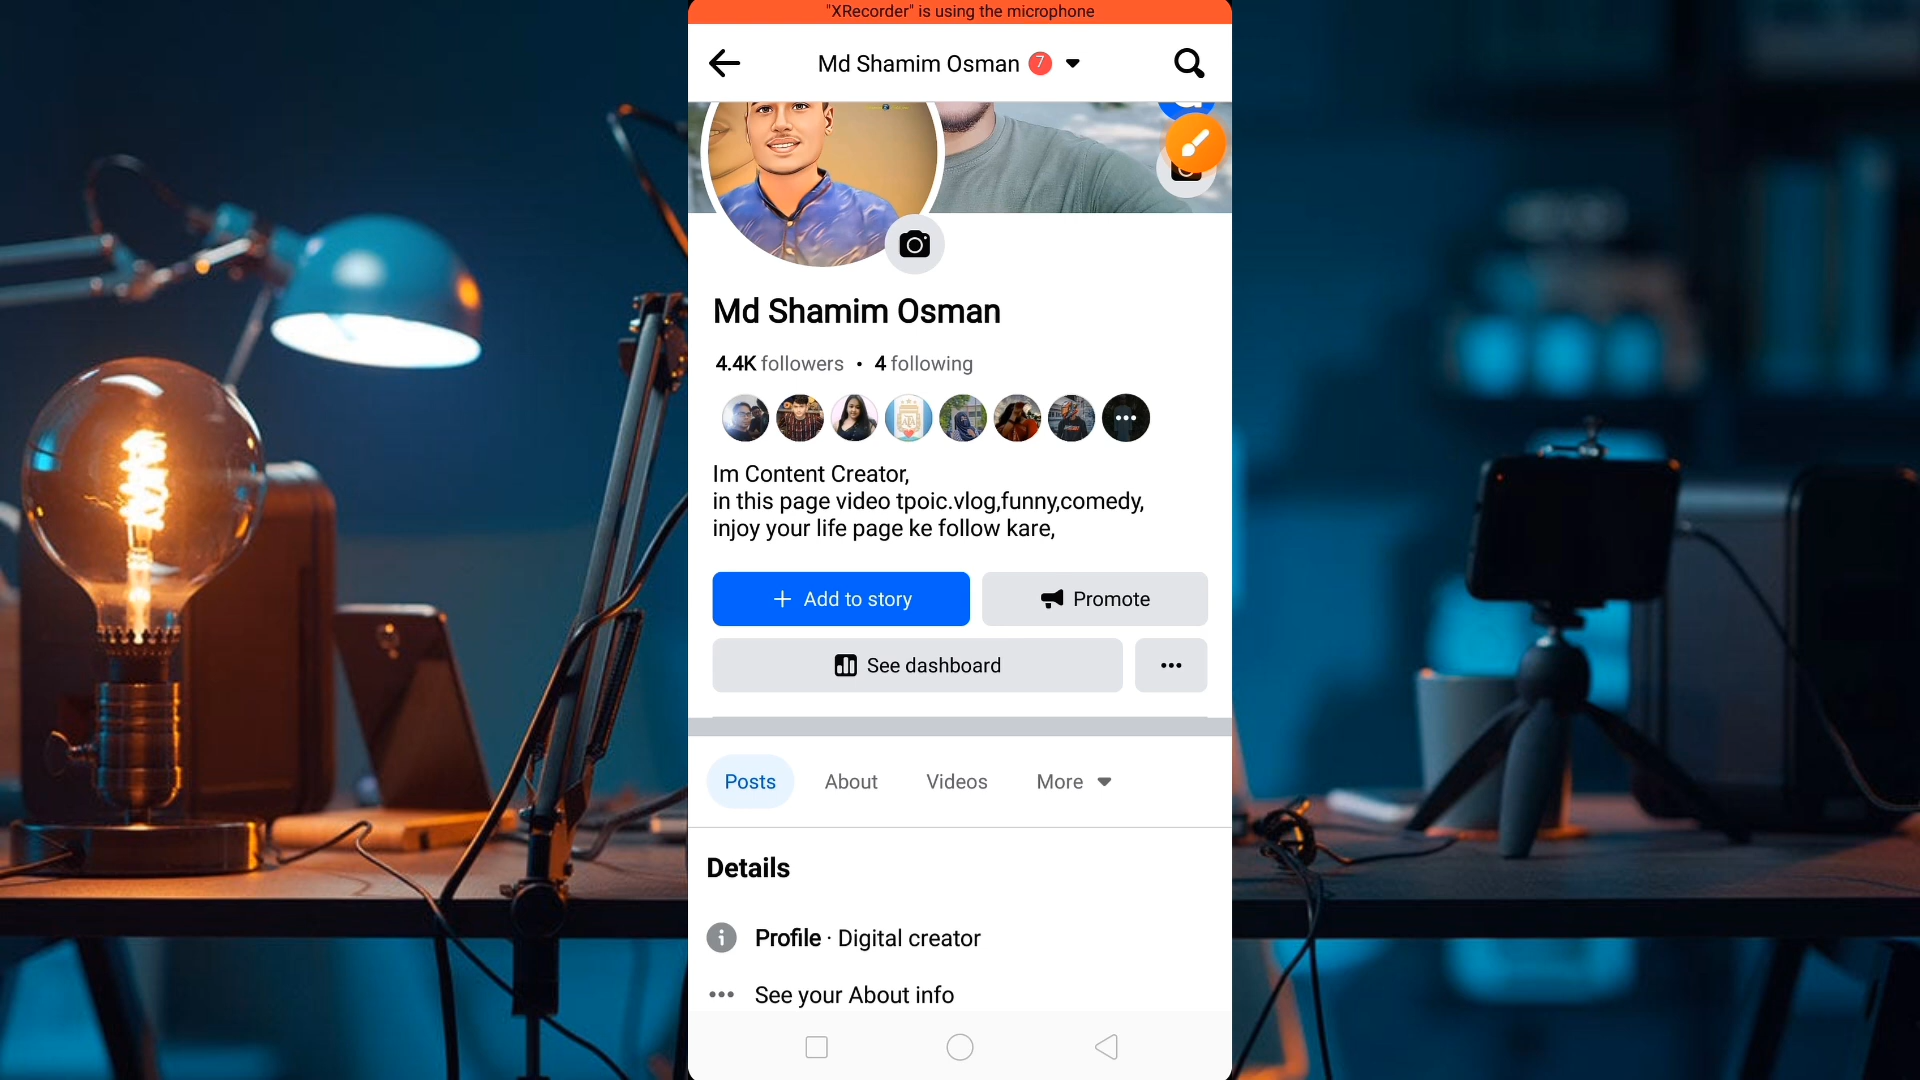 "XRecorder" is using the microphone
Md Shamim Osman 7
Md Shamim Osman
4.4K followers • 4 following
Im Content Creator,
in this page video tpoic.vlog,funny,comedy,
injoy your life page ke follow kare,
Add to story
Promote
See dashboard
Posts About Videos More
Details
Profile · Digital creator
See your About info